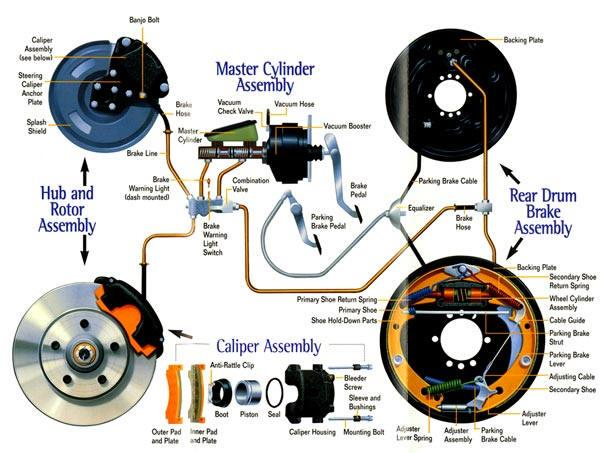 Banjo Bolt
Caliper
Assembly
(see below)
Steering
Caliper
Anchor
Plate
Splash
Shield
Brake
Hose
Brake Line
Hub and
Rotor
Assembly
Master Cylinder
Assembly
Vacuum
Check Valve
Vacuum Hose
Vacuum Booster
Master
Cylinder
Brake
Warning Light
(dash mounted)
Combination
Valve
Brake
Warning
Light
Switch
Parking
Brake Pedal
Brake
Pedal
Backing Plate
Parking Brake Cable
Equalizer
Brake
Hose
Rear Drum
Brake
Assembly
Backing Plate
Secondary Shoe
Return Spring
Wheel Cylinder
Assembly
Cable Guide
Parking Brake
Strut
Parking Brake
Lever
Adjusting Cable
Secondary Shoe
Primary Shoe Return Spring
Primary Shoe
Shoe Hold-Down Parts
Adjuster
Lever
Adjuster
Lever Spring
Adjuster
Assembly
Parking
Brake Cable
Caliper Assembly
Anti-Rattle Clip
Bleeder
Screw
Sleeve and
Bushings
Boot
Piston
Seal
Outer Pad
and Plate
Inner Pad
and Plate
Caliper Housing
Mounting Bolt